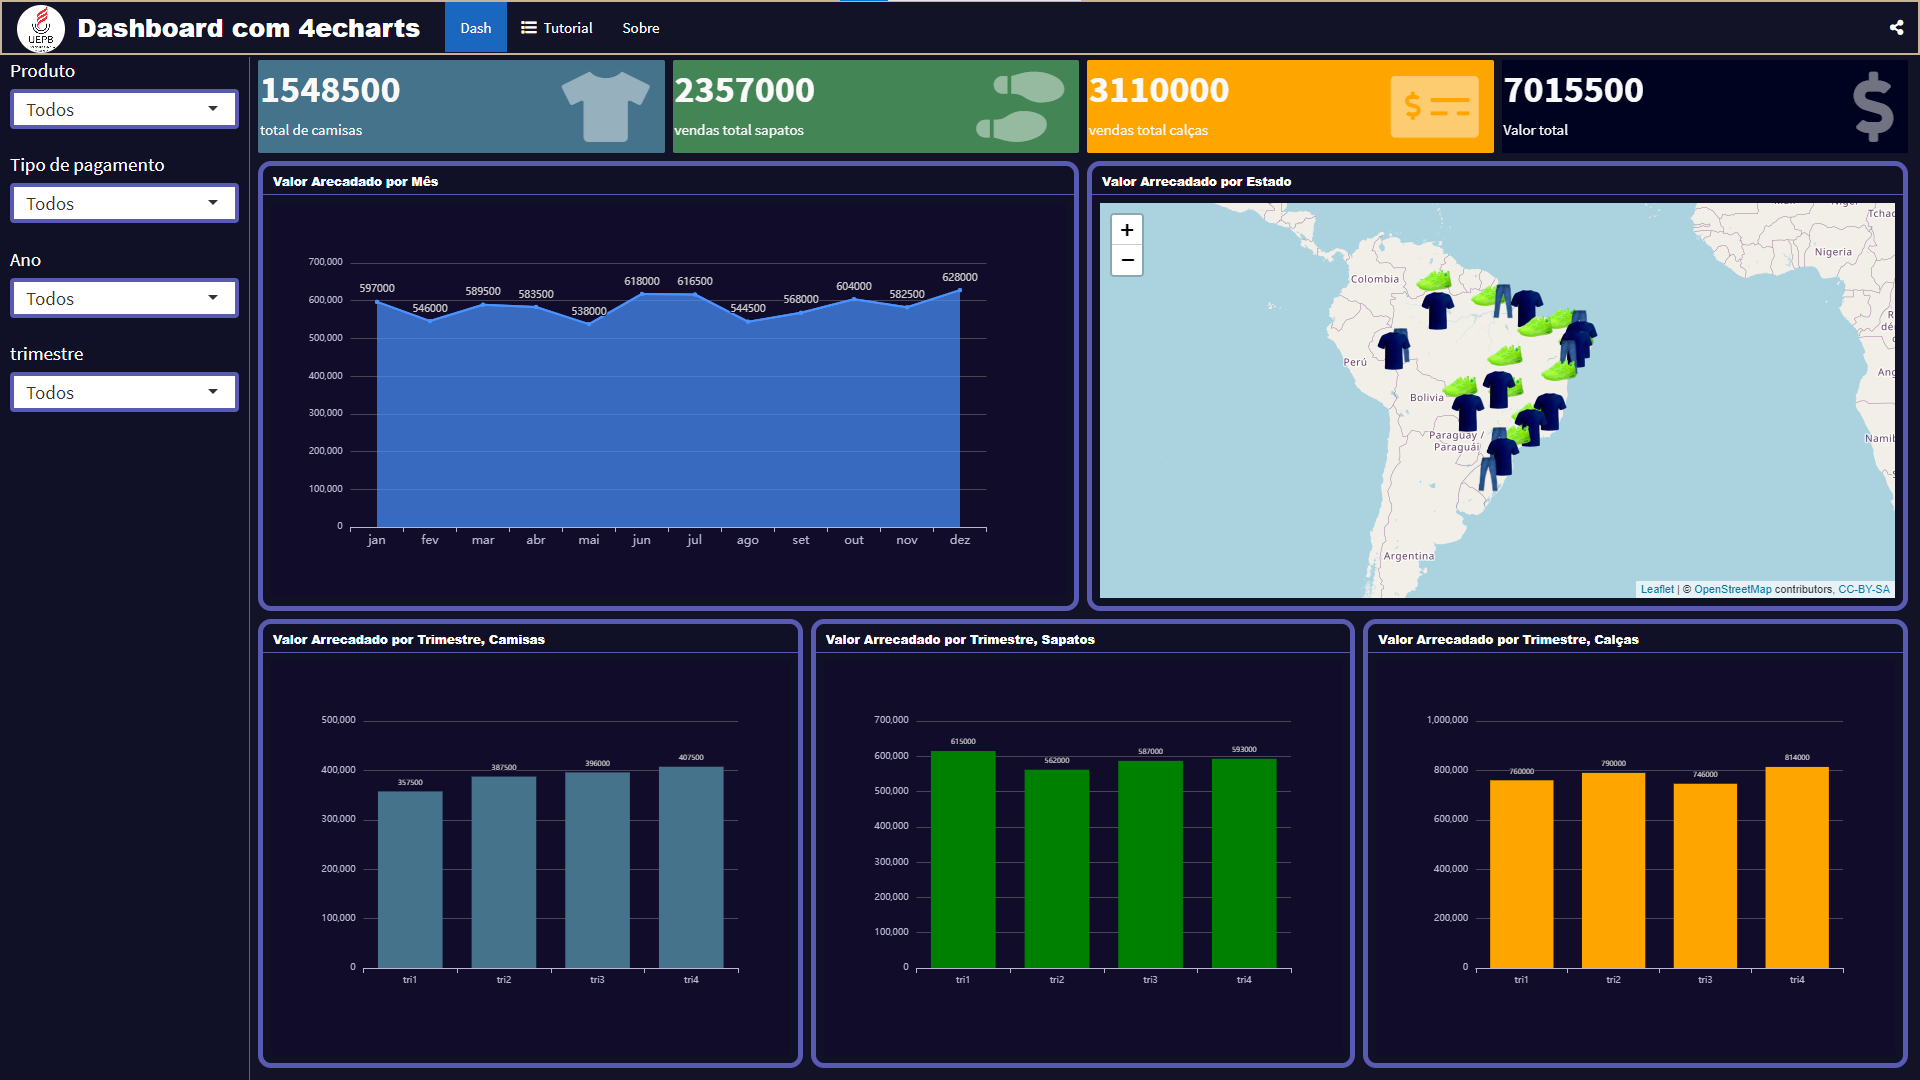 UEPB
Dashboard com 4echarts
Dash
Tutorial
Sobre
Produto
Todos
Tipo de pagamento
Todos
Ano
Todos
trimestre
Todos
1548500
total de camisas
2357000
vendas total sapatos
3110000
vendas total calças
7015500
Valor total
Valor Arecadado por Mês
700,000
600,000
500,000
400,000
300,000
200,000
100,000
0
597000
546000
589500
583500
538000
618000
616500
544500
568000
604000
582500
628000
jan
fev
mar
abr
mai
jun
jul
ago
set
out
nov
dez
Valor Arrecadado por Estado
+
−
Colombia
Perú
Bolivia
Paraguay /
Paraguái
Argentina
Nigeria
Tcha
Ang
Namib
Leaflet | © OpenStreetMap contributors, CC-BY-SA
Valor Arrecadado por Trimestre, Camisas
500,000
400,000
300,000
200,000
100,000
0
357500
387500
396000
407500
tri1
tri2
tri3
tri4
Valor Arrecadado por Trimestre, Sapatos
700,000
600,000
500,000
400,000
300,000
200,000
100,000
0
615000
562000
587000
593000
tri1
tri2
tri3
tri4
Valor Arrecadado por Trimestre, Calças
1,000,000
800,000
600,000
400,000
200,000
0
760000
790000
746000
814000
tri1
tri2
tri3
tri4